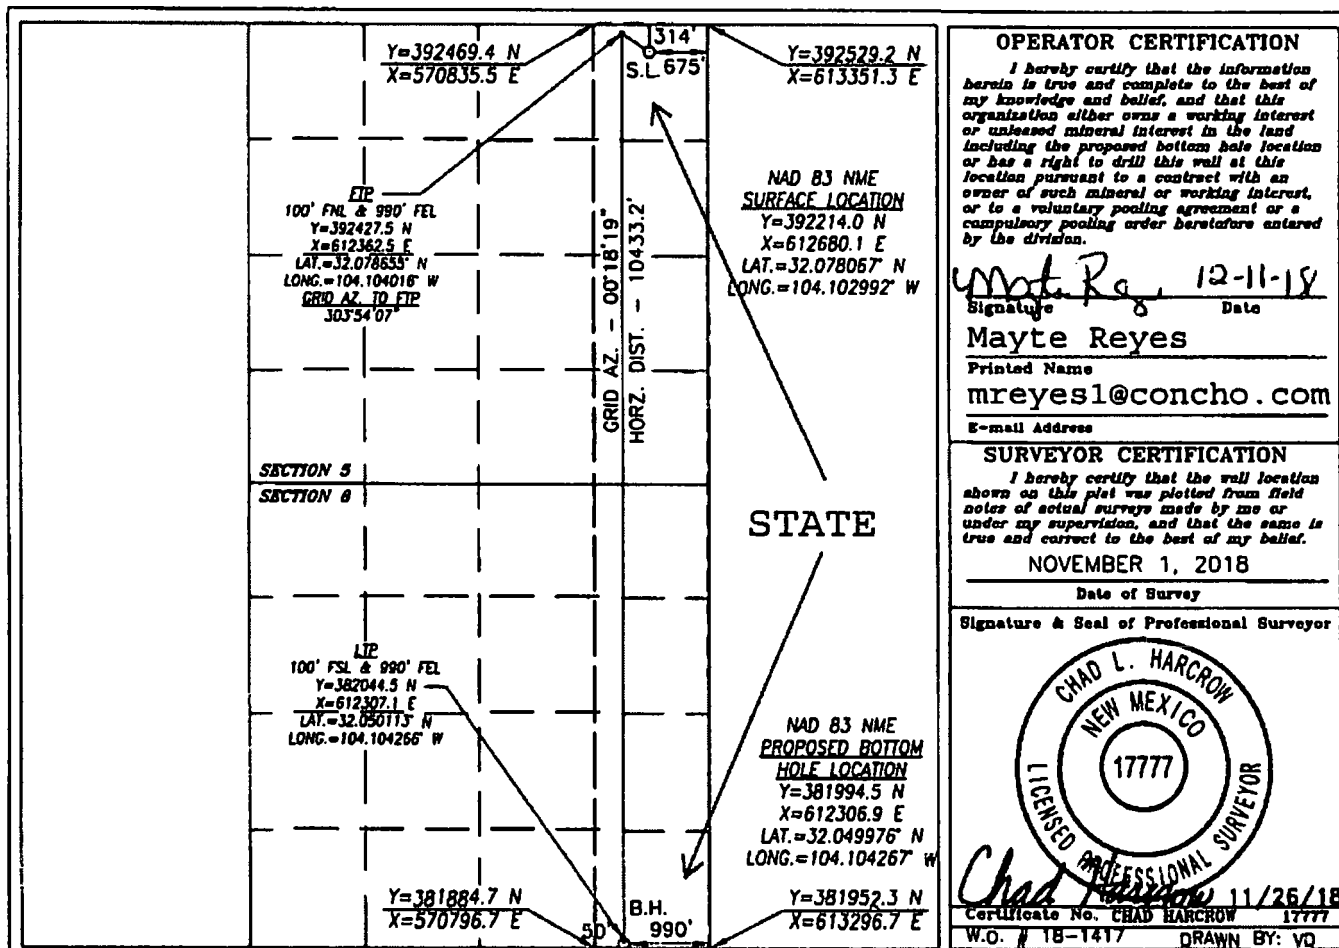 Y=392469.4 N
X=570835.5 E
314'
S.L. 675'
Y=392529.2 N
X=613351.3 E
FTP
100' FNL & 990' FEL
Y=392427.5 N
X=612362.5 E
LAT.=32.078655° N
LONG.=104.104016° W
GRID AZ. TO FTP
303°54'07"
GRID AZ. - 00°18'19"
HORZ. DIST. - 10433.2'
NAD 83 NME
SURFACE LOCATION
Y=392214.0 N
X=612680.1 E
LAT.=32.078067° N
LONG.=104.102992° W
SECTION 5
SECTION 8
STATE
LTP
100' FSL & 990' FEL
Y=382044.5 N
X=612307.1 E
LAT.=32.050113° N
LONG.=104.104266° W
NAD 83 NME
PROPOSED BOTTOM
HOLE LOCATION
Y=381994.5 N
X=612306.9 E
LAT.=32.049976° N
LONG.=104.104267° W
Y=381884.7 N
X=570796.7 E
B.H.
50' 990'
Y=381952.3 N
X=613296.7 E
OPERATOR CERTIFICATION
I hereby certify that the information
herein is true and complete to the best of
my knowledge and belief, and that this
organization either owns a working interest
or unleased mineral interest in the land
including the proposed bottom hole location
or has a right to drill this well at this
location pursuant to a contract with an
owner of such mineral or working interest,
or to a voluntary pooling agreement or a
compulsory pooling order heretofore entered
by the division.
12-11-18
Signature Date
Mayte Reyes
Printed Name
mreyes1@concho.com
E-mail Address
SURVEYOR CERTIFICATION
I hereby certify that the well location
shown on this plat was plotted from field
notes of actual surveys made by me or
under my supervision, and that the same is
true and correct to the best of my belief.
NOVEMBER 1, 2018
Date of Survey
Signature & Seal of Professional Surveyor
CHAD L. HARCROW
NEW MEXICO
17777
LICENSED PROFESSIONAL SURVEYOR
Chad Harcrow 11/26/18
Certificate No. CHAD HARCROW 17777
W.O. # 18-1417 DRAWN BY: VD